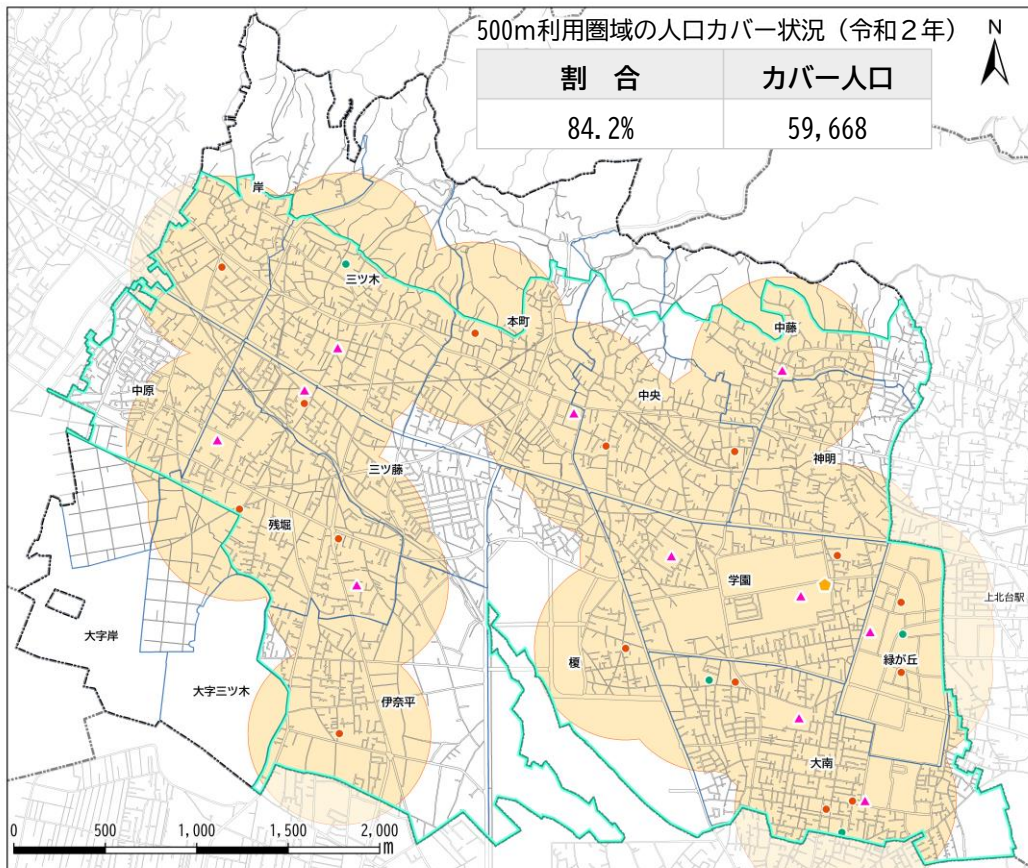 500m利用圏域の人口カバー状況（令和２年）
N
割　合 カバー人口
84.2% 59,668
岸
三ツ木
本町
中藤
中原
中央
三ツ藤
神明
残堀
学園
上北台駅
大字岸
榎
緑が丘
大字三ツ木
伊奈平
大南
0 500 1,000 1,500 2,000
m